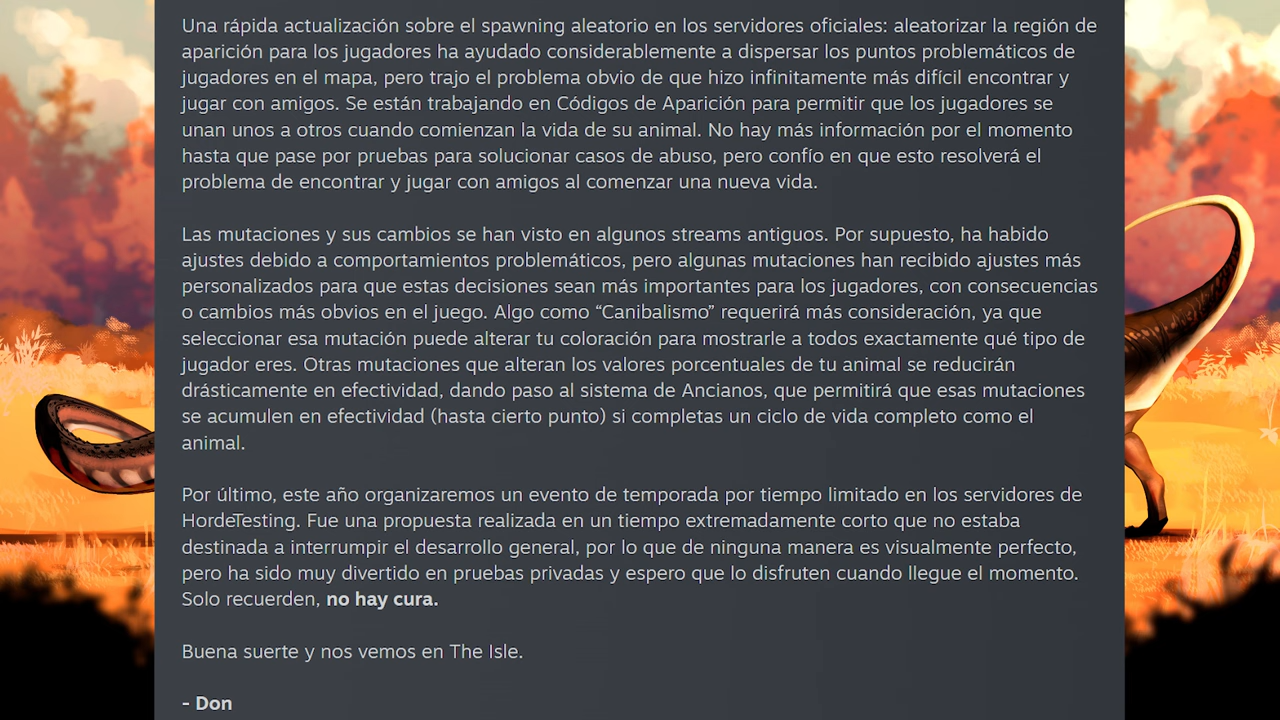 Una rápida actualización sobre el spawning aleatorio en los servidores oficiales: aleatorizar la región de
aparición para los jugadores ha ayudado considerablemente a dispersar los puntos problemáticos de
jugadores en el mapa, pero trajo el problema obvio de que hizo infinitamente más difícil encontrar y
jugar con amigos. Se están trabajando en Códigos de Aparición para permitir que los jugadores se
unan unos a otros cuando comienzan la vida de su animal. No hay más información por el momento
hasta que pase por pruebas para solucionar casos de abuso, pero confío en que esto resolverá el
problema de encontrar y jugar con amigos al comenzar una nueva vida.
Las mutaciones y sus cambios se han visto en algunos streams antiguos. Por supuesto, ha habido
ajustes debido a comportamientos problemáticos, pero algunas mutaciones han recibido ajustes más
personalizados para que estas decisiones sean más importantes para los jugadores, con consecuencias
o cambios más obvios en el juego. Algo como “Canibalismo” requerirá más consideración, ya que
seleccionar esa mutación puede alterar tu coloración para mostrarle a todos exactamente qué tipo de
jugador eres. Otras mutaciones que alteran los valores porcentuales de tu animal se reducirán
drásticamente en efectividad, dando paso al sistema de Ancianos, que permitirá que esas mutaciones
se acumulen en efectividad (hasta cierto punto) si completas un ciclo de vida completo como el
animal.
Por último, este año organizaremos un evento de temporada por tiempo limitado en los servidores de
HordeTesting. Fue una propuesta realizada en un tiempo extremadamente corto que no estaba
destinada a interrumpir el desarrollo general, por lo que de ninguna manera es visualmente perfecto,
pero ha sido muy divertido en pruebas privadas y espero que lo disfruten cuando llegue el momento.
Solo recuerden, no hay cura.
Buena suerte y nos vemos en The Isle.
- Don